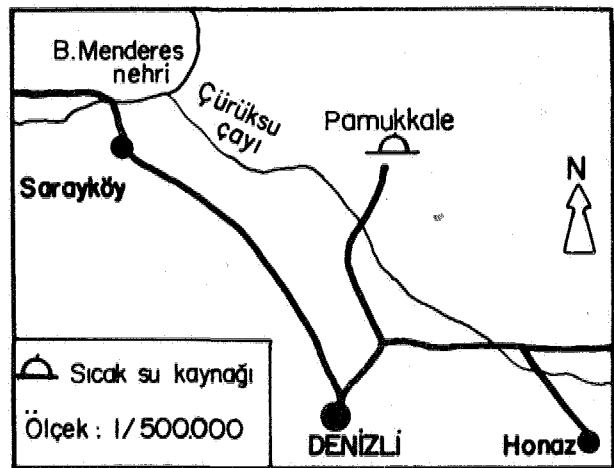 B.Menderes
nehri
Çürüksu
çayı
Pamukkale
Sarayköy
N
Sıcak su kaynağı
Ölçek : 1/500.000
DENİZLİ
Honaz